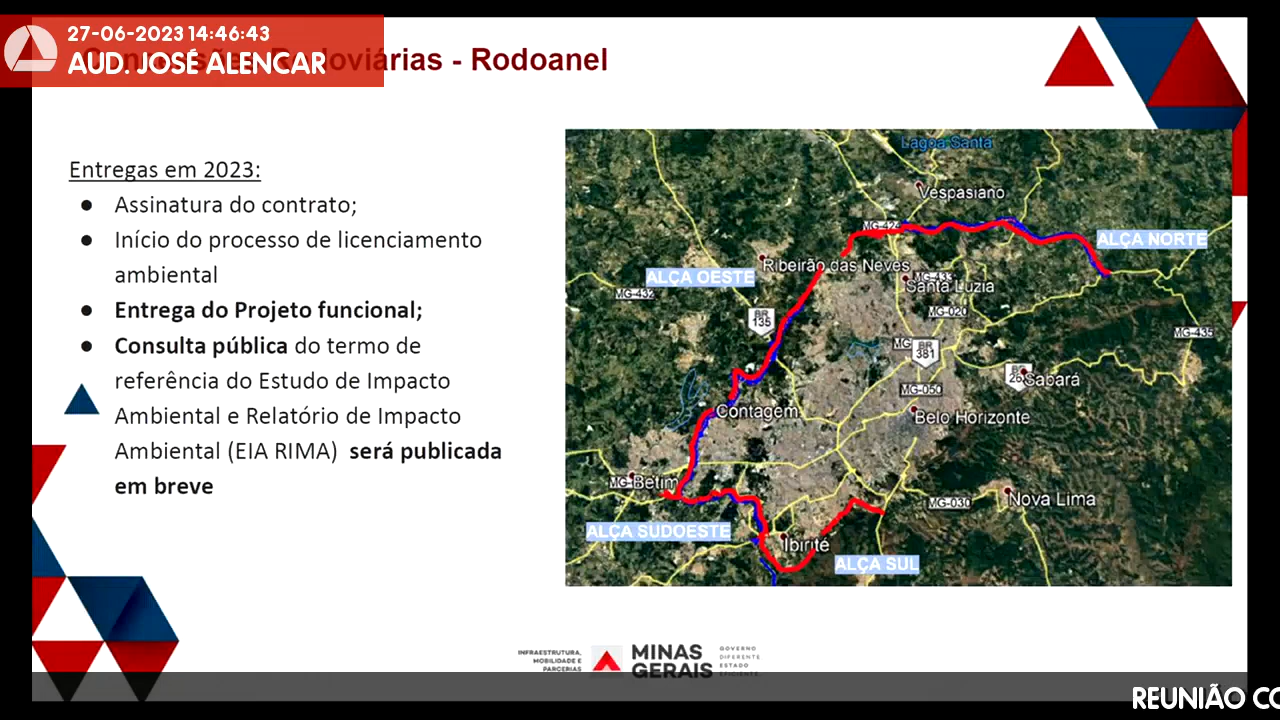 27-06-2023 14:46:43
AUD. JOSÉ ALENCAR
Rodoviárias - Rodoanel
Entregas em 2023:
● Assinatura do contrato;
● Início do processo de licenciamento
ambiental
● Entrega do Projeto funcional;
● Consulta pública do termo de
referência do Estudo de Impacto
Ambiental e Relatório de Impacto
Ambiental (EIA RIMA) será publicada
em breve
Lagoa Santa
Vespasiano
MG-424
ALÇA NORTE
Ribeirão das Neves
ALÇA OESTE
MG-433
Santa Luzia
MG-432
MG-020
BR
135
MG-435
MG
BR
381
Sabará
MG-050
Contagem
Belo Horizonte
MG-
Betim
MG-030
Nova Lima
ALÇA SUDOESTE
Ibirité
ALÇA SUL
INFRAESTRUTURA,
MOBILIDADE E
PARCERIAS
MINAS
GERAIS
GOVERNO
DIFERENTE
ESTADO
EFICIENTE
REUNIÃO CO